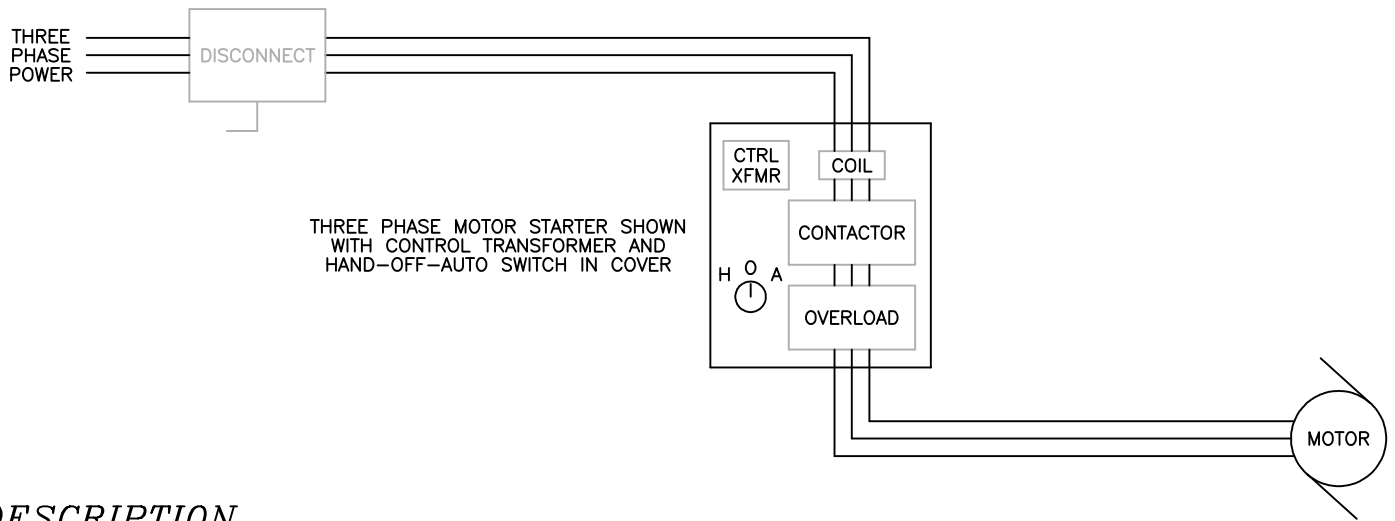 THREE
PHASE
POWER
DISCONNECT
CTRL
XFMR
COIL
THREE PHASE MOTOR STARTER SHOWN
WITH CONTROL TRANSFORMER AND
HAND-OFF-AUTO SWITCH IN COVER
CONTACTOR
H O A
OVERLOAD
MOTOR
DESCRIPTION